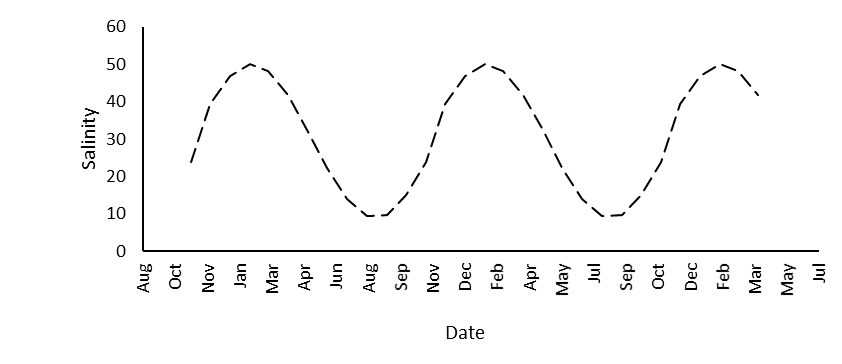 60
50
40
30
20
10
0
Salinity
Aug Oct Nov Jan Mar Apr Jun Aug Sep Nov Dec Feb Apr May Jul Sep Oct Dec Feb Mar May Jul
Date